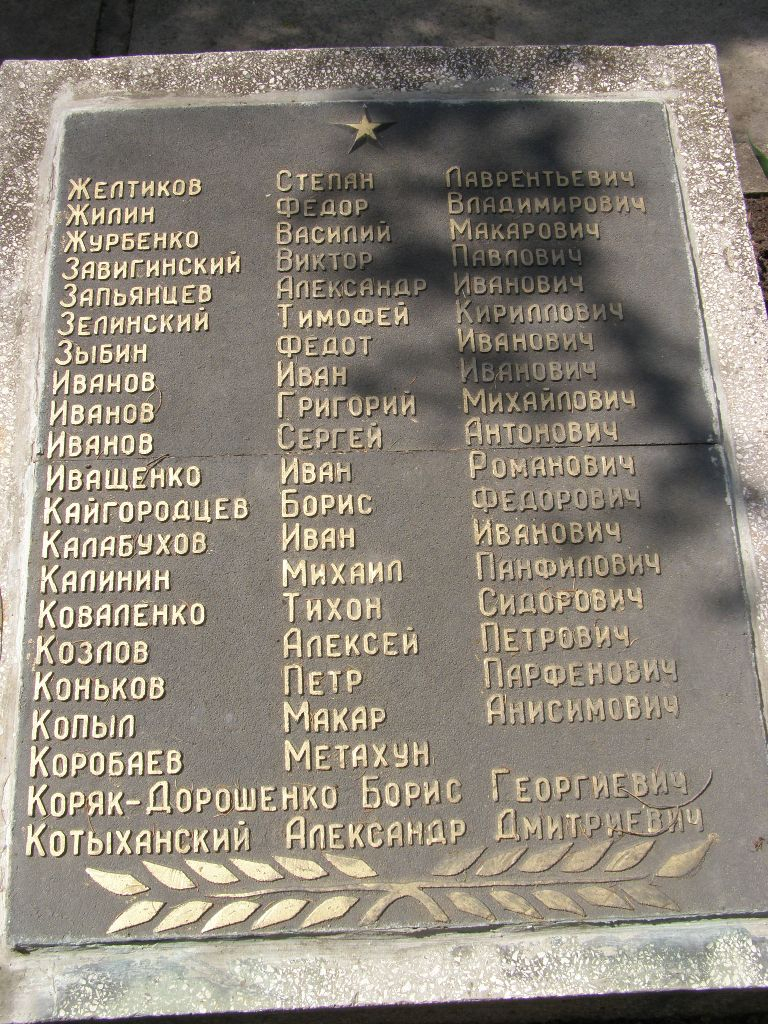 Желтиков Степан Лаврентьевич
Жилин Федор Владимирович
Журбенко Василий Макарович
Завигинский Виктор Павлович
Запьянцев Александр Иванович
Зелинский Тимофей Кириллович
Зыбин Федот Иванович
Иванов Иван Иванович
Иванов Григорий Михайлович
Иванов Сергей Антонович
Иващенко Иван Романович
Кайгородцев Борис Федорович
Калабухов Иван Иванович
Калинин Михаил Панфилович
Коваленко Тихон Сидорович
Козлов Алексей Петрович
Коньков Петр Парфенович
Копыл Макар Анисимович
Коробаев Метахун
Коряк-Дорошенко Борис Георгиевич
Котыханский Александр Дмитриевич